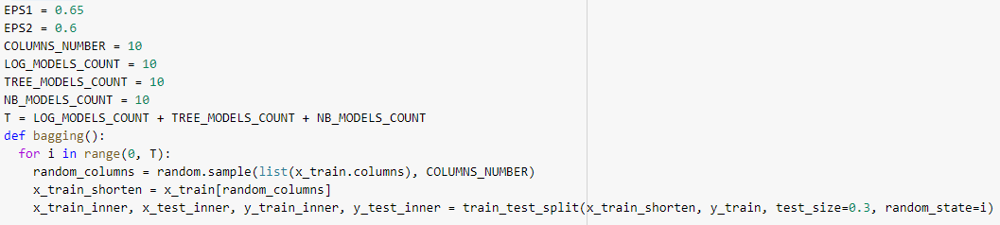 EPS1 = 0.65
EPS2 = 0.6
COLUMNS_NUMBER = 10
LOG_MODELS_COUNT = 10
TREE_MODELS_COUNT = 10
NB_MODELS_COUNT = 10
T = LOG_MODELS_COUNT + TREE_MODELS_COUNT + NB_MODELS_COUNT
def bagging():
  for i in range(0, T):
    random_columns = random.sample(list(x_train.columns), COLUMNS_NUMBER)
    x_train_shorten = x_train[random_columns]
    x_train_inner, x_test_inner, y_train_inner, y_test_inner = train_test_split(x_train_shorten, y_train, test_size=0.3, random_state=i)